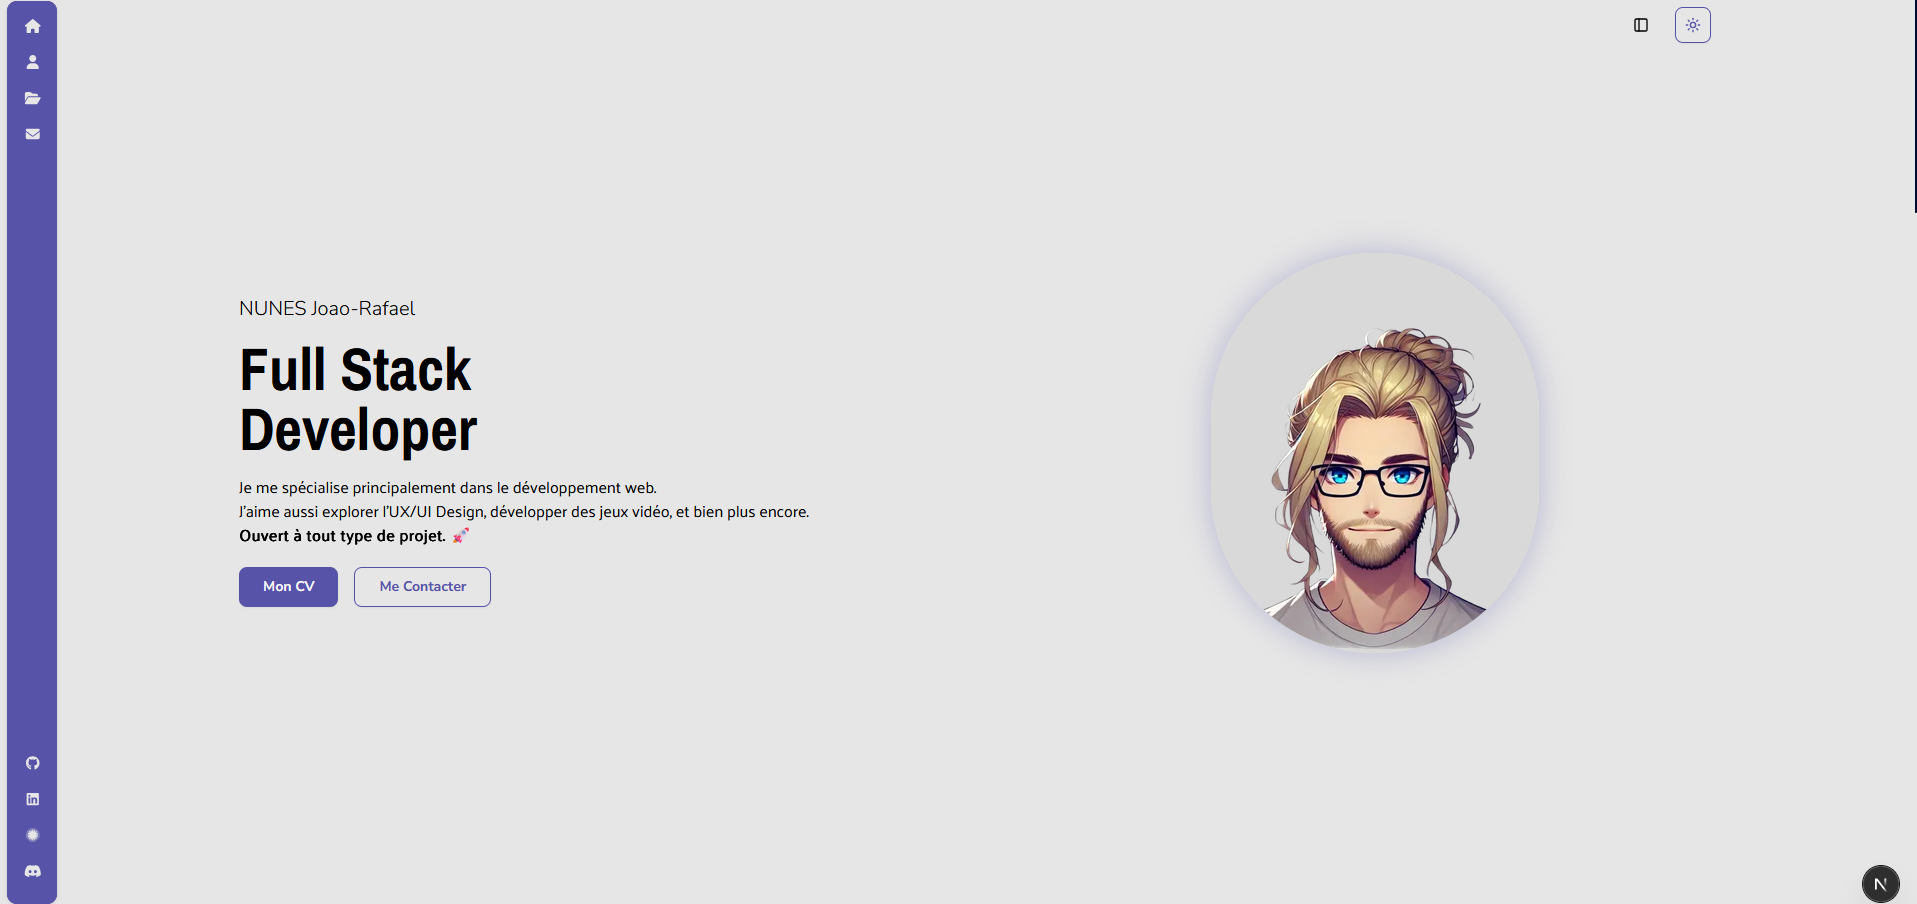 NUNES Joao-Rafael
Full Stack
Developer
Je me spécialise principalement dans le développement web.
J'aime aussi explorer l'UX/UI Design, développer des jeux vidéo, et bien plus encore.
Ouvert à tout type de projet. 🚀
Mon CV
Me Contacter
N